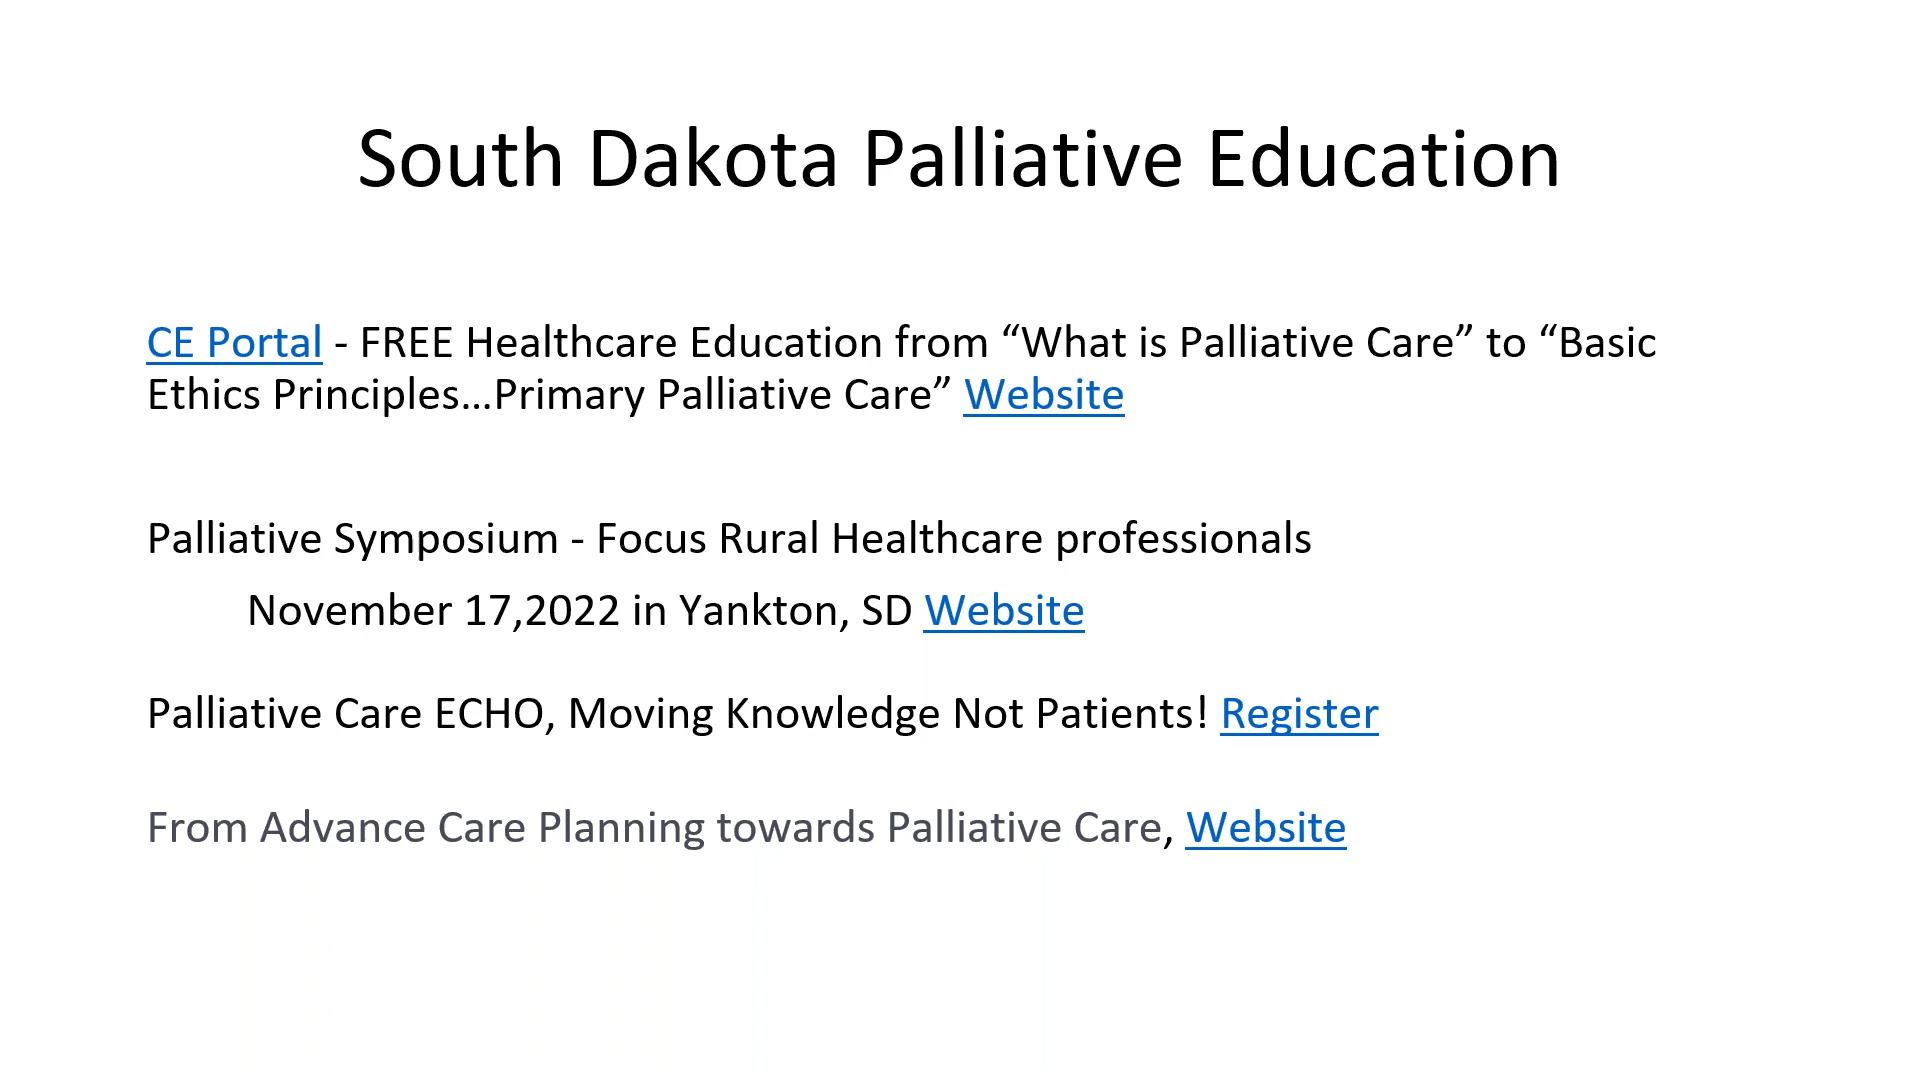 South Dakota Palliative Education
CE Portal - FREE Healthcare Education from “What is Palliative Care” to “Basic
Ethics Principles…Primary Palliative Care” Website
Palliative Symposium - Focus Rural Healthcare professionals
November 17,2022 in Yankton, SD Website
Palliative Care ECHO, Moving Knowledge Not Patients! Register
From Advance Care Planning towards Palliative Care, Website